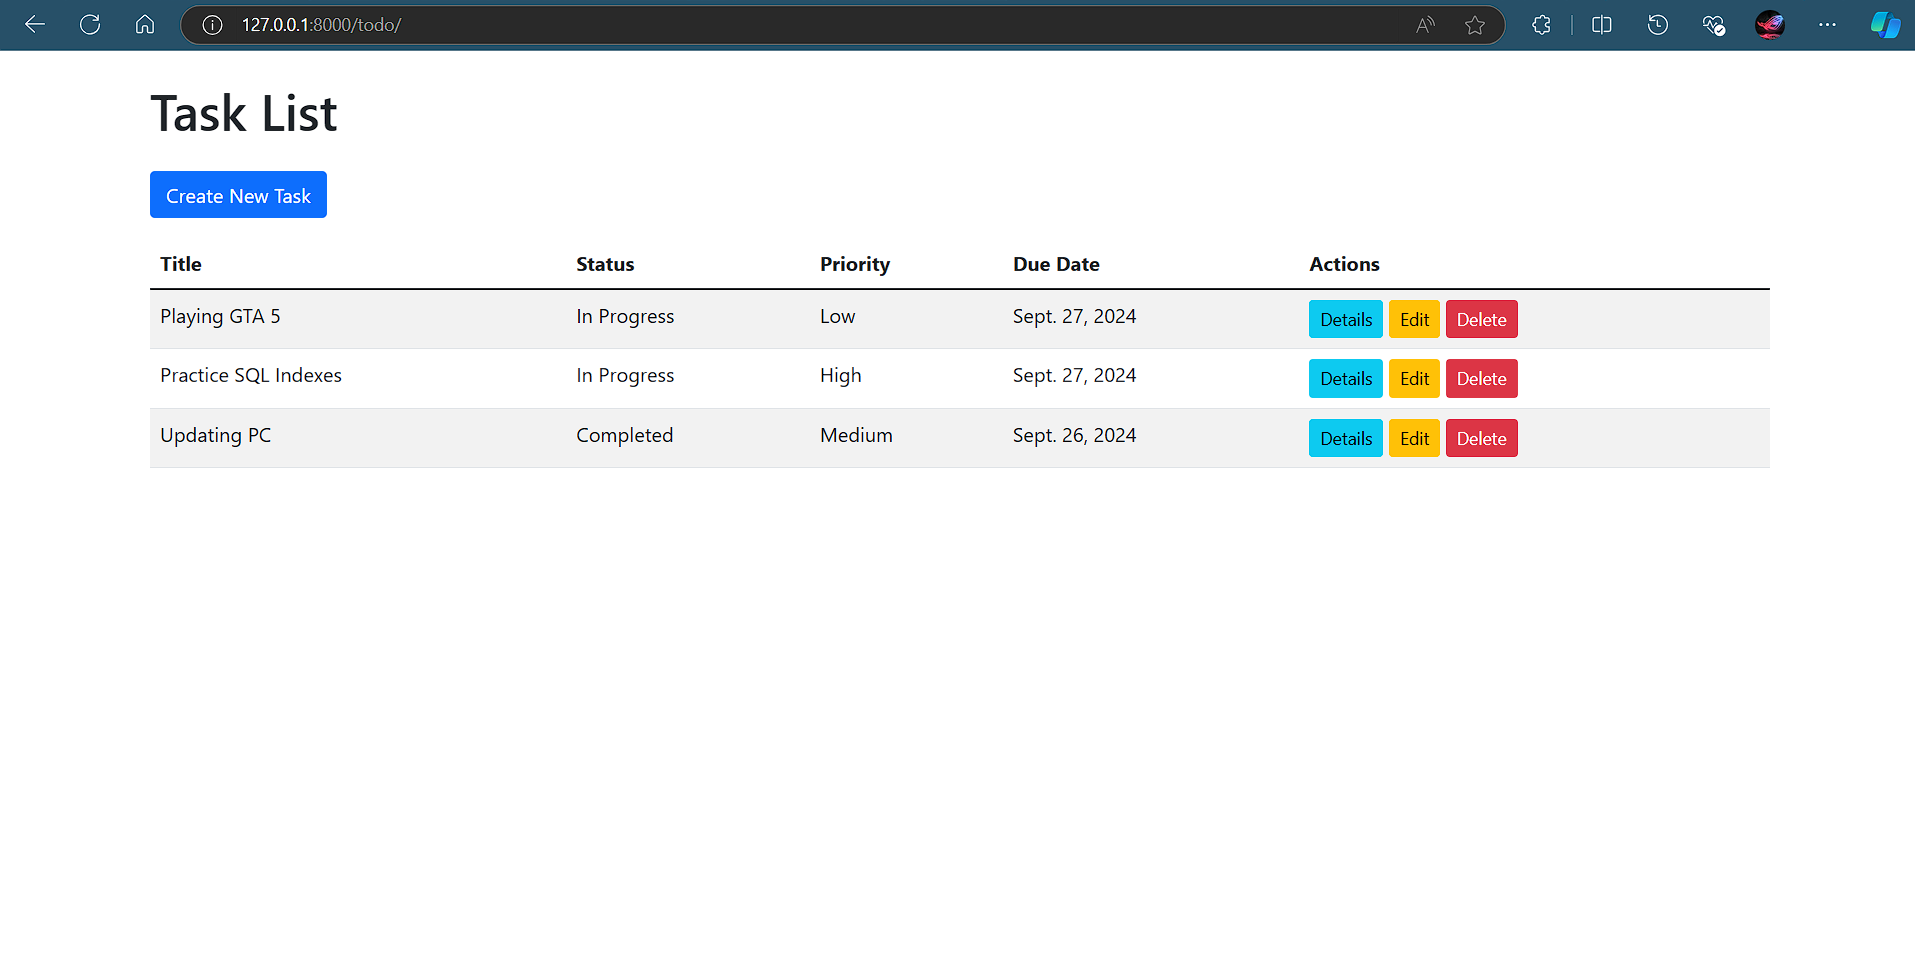 127.0.0.1:8000/todo/
Task List
Create New Task
Title Status Priority Due Date Actions
Playing GTA 5 In Progress Low Sept. 27, 2024 Details Edit Delete
Practice SQL Indexes In Progress High Sept. 27, 2024 Details Edit Delete
Updating PC Completed Medium Sept. 26, 2024 Details Edit Delete